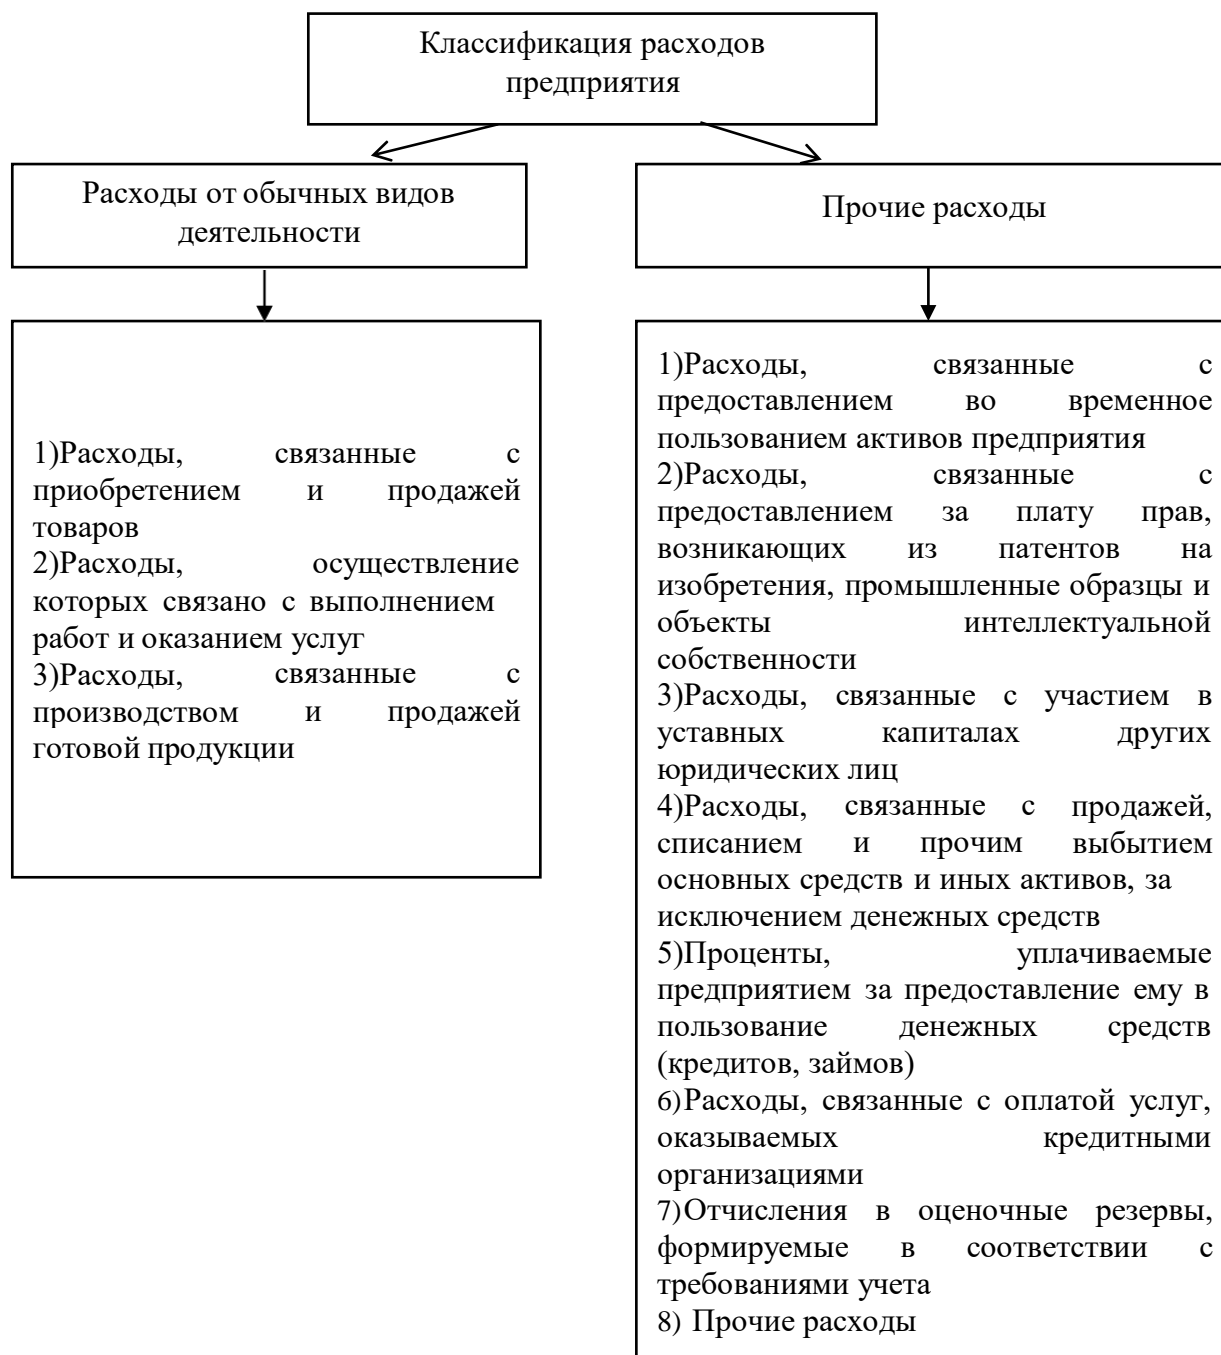 Классификация расходов
предприятия
Расходы от обычных видов
деятельности
Прочие расходы
1)Расходы, связанные с
приобретением и продажей
товаров
2)Расходы, осуществление
которых связано с выполнением
работ и оказанием услуг
3)Расходы, связанные с
производством и продажей
готовой продукции
1)Расходы, связанные с
предоставлением во временное
пользованием активов предприятия
2)Расходы, связанные с
предоставлением за плату прав,
возникающих из патентов на
изобретения, промышленные образцы и
объекты интеллектуальной
собственности
3)Расходы, связанные с участием в
уставных капиталах других
юридических лиц
4)Расходы, связанные с продажей,
списанием и прочим выбытием
основных средств и иных активов, за
исключением денежных средств
5)Проценты, уплачиваемые
предприятием за предоставление ему в
пользование денежных средств
(кредитов, займов)
6)Расходы, связанные с оплатой услуг,
оказываемых кредитными
организациями
7)Отчисления в оценочные резервы,
формируемые в соответствии с
требованиями учета
8) Прочие расходы